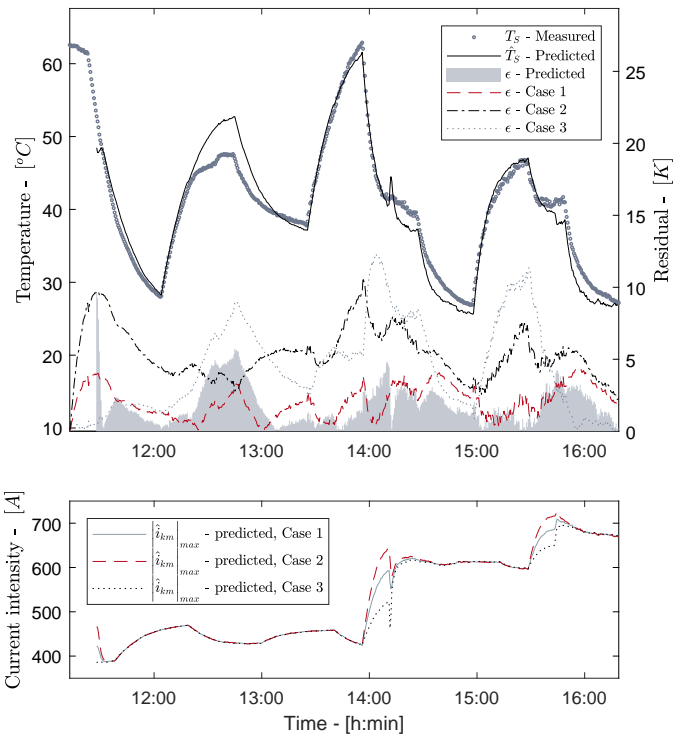 T_S - Measured
T̂_S - Predicted
ϵ - Predicted
ϵ - Case 1
ϵ - Case 2
ϵ - Case 3
Temperature - [°C]
60
50
40
30
20
10
Residual - [K]
25
20
15
10
5
0
12:00 13:00 14:00 15:00 16:00
Current intensity - [A]
700
600
500
400
|î_km|_max - predicted, Case 1
|î_km|_max - predicted, Case 2
|î_km|_max - predicted, Case 3
12:00 13:00 14:00 15:00 16:00
Time - [h:min]